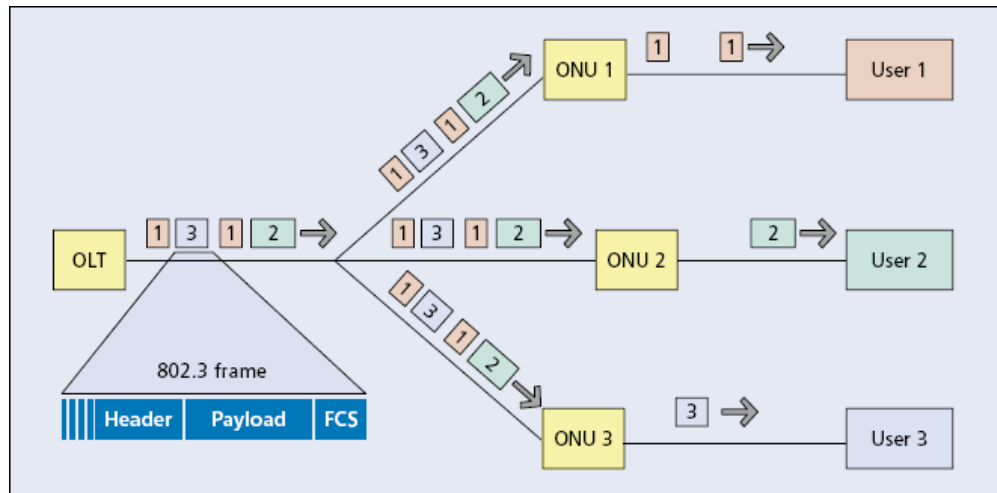 1 1
ONU 1 User 1
1 3 1 2
1 3 1 2 1 3 1 2 2
OLT ONU 2 User 2
1 3 1 2
802.3 frame
Header Payload FCS
3
ONU 3 User 3